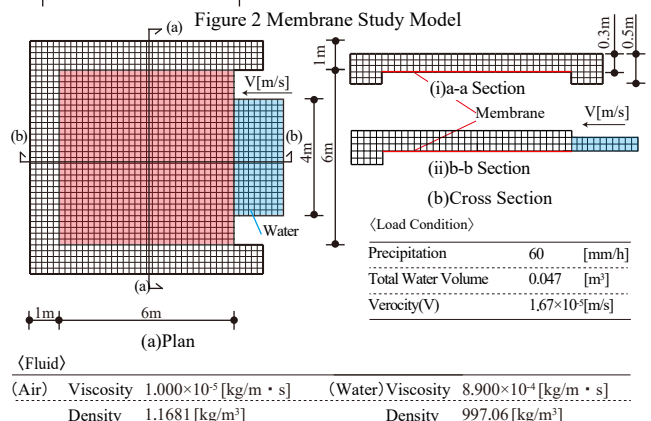 Figure 2 Membrane Study Model
(a)
1m
0.3m
0.5m
V[m/s]
(i)a-a Section
Membrane
V[m/s]
(b)
(b)
4m
6m
(ii)b-b Section
(b)Cross Section
Water
〈Load Condition〉
Precipitation 60 [mm/h]
Total Water Volume 0.047 [m³]
Verocity(V) 1.67×10⁻⁵[m/s]
(a)
1m
6m
(a)Plan
〈Fluid〉
(Air) Viscosity 1.000×10⁻⁵ [kg/m・s] (Water) Viscosity 8.900×10⁻⁴ [kg/m・s]
Density 1.1681 [kg/m³] Density 997.06 [kg/m³]